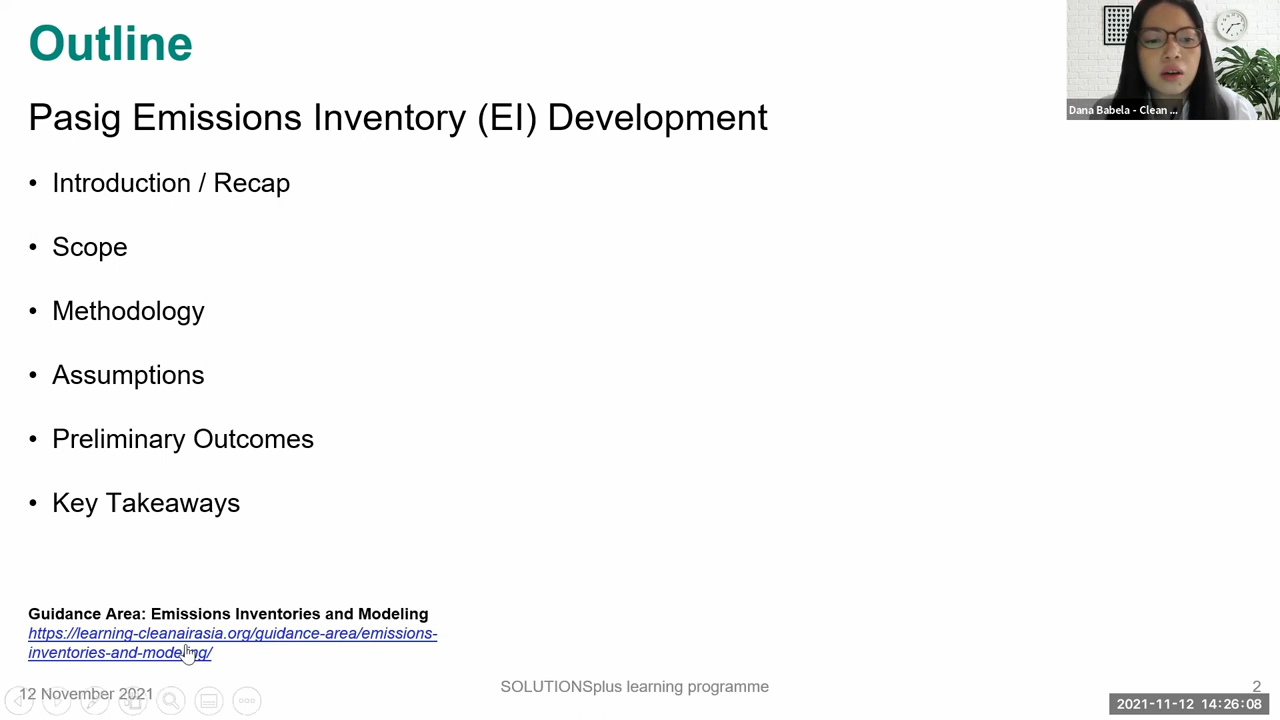 Outline
Dana Babela - Clean ...
Pasig Emissions Inventory (EI) Development
• Introduction / Recap
• Scope
• Methodology
• Assumptions
• Preliminary Outcomes
• Key Takeaways
Guidance Area: Emissions Inventories and Modeling
https://learning-cleanairasia.org/guidance-area/emissions-
inventories-and-modeling/
12 November 2021
SOLUTIONSplus learning programme
2
2021-11-12 14:26:08